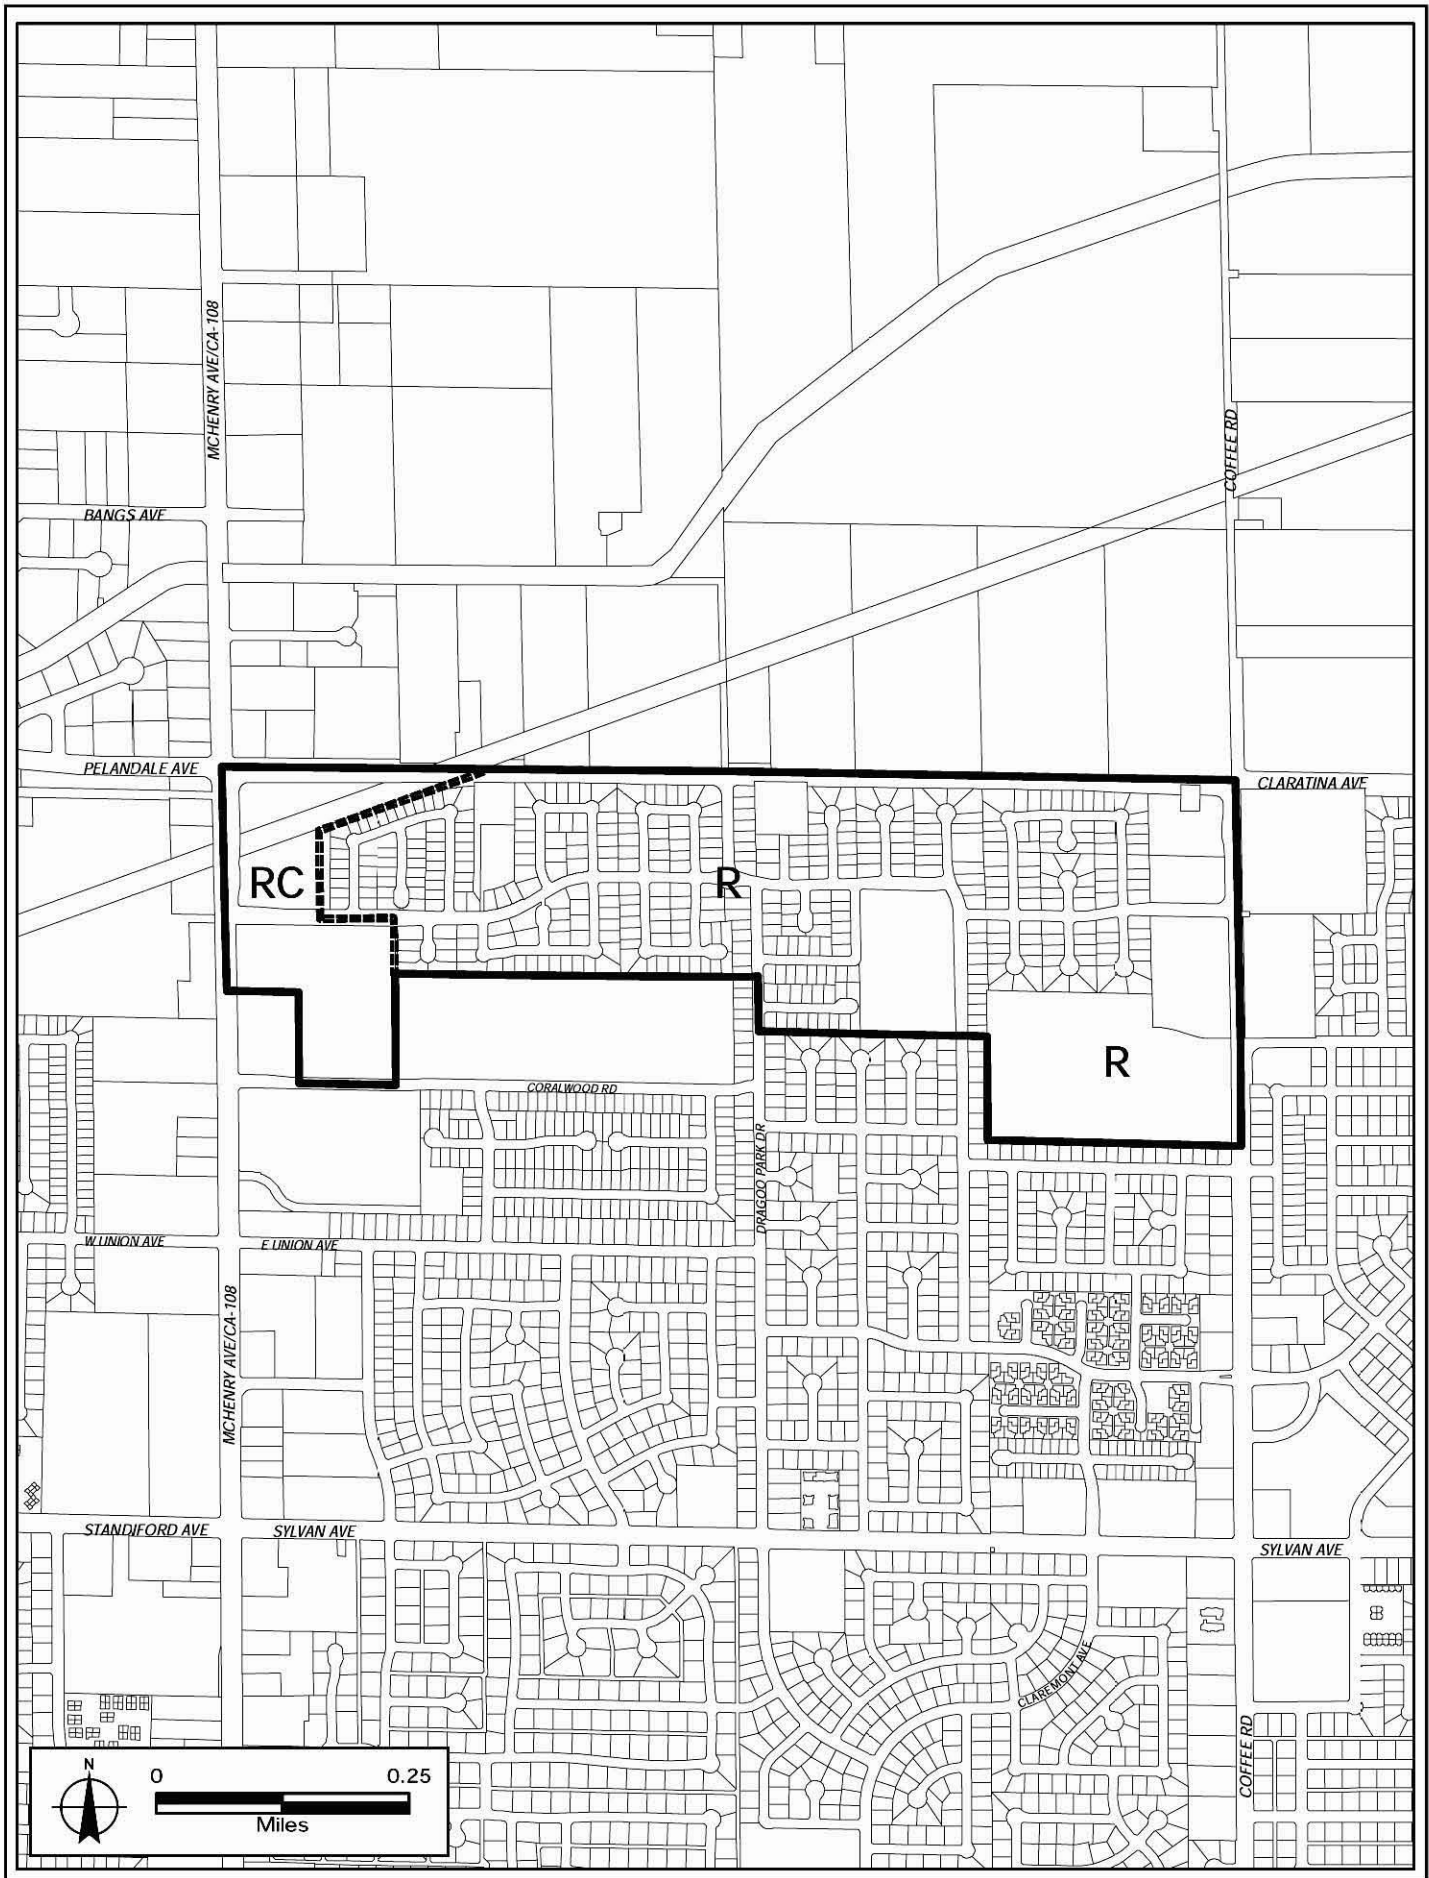 MCHENRY AVE/CA-108
COFFEE RD
BANGS AVE
PELANDALE AVE
CLARATINA AVE
RC
R
R
CORALWOOD RD
DRAGOO PARK DR
W UNION AVE
E UNION AVE
MCHENRY AVE/CA-108
STANDIFORD AVE
SYLVAN AVE
SYLVAN AVE
CLAREMONT AVE
COFFEE RD
N
0
0.25
Miles